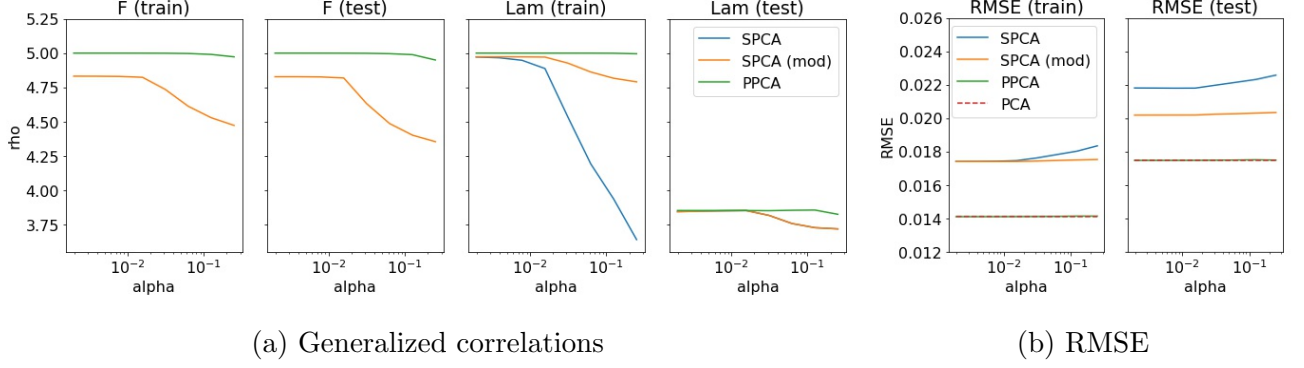 F (train)
F (test)
Lam (train)
Lam (test)
RMSE (train)
RMSE (test)
rho
5.25
5.00
4.75
4.50
4.25
4.00
3.75
10⁻² 10⁻¹
alpha
10⁻² 10⁻¹
alpha
10⁻² 10⁻¹
alpha
10⁻² 10⁻¹
alpha
SPCA
SPCA (mod)
PPCA
RMSE
0.026
0.024
0.022
0.020
0.018
0.016
0.014
0.012
SPCA
SPCA (mod)
PPCA
PCA
10⁻² 10⁻¹
alpha
10⁻² 10⁻¹
alpha
(a) Generalized correlations
(b) RMSE